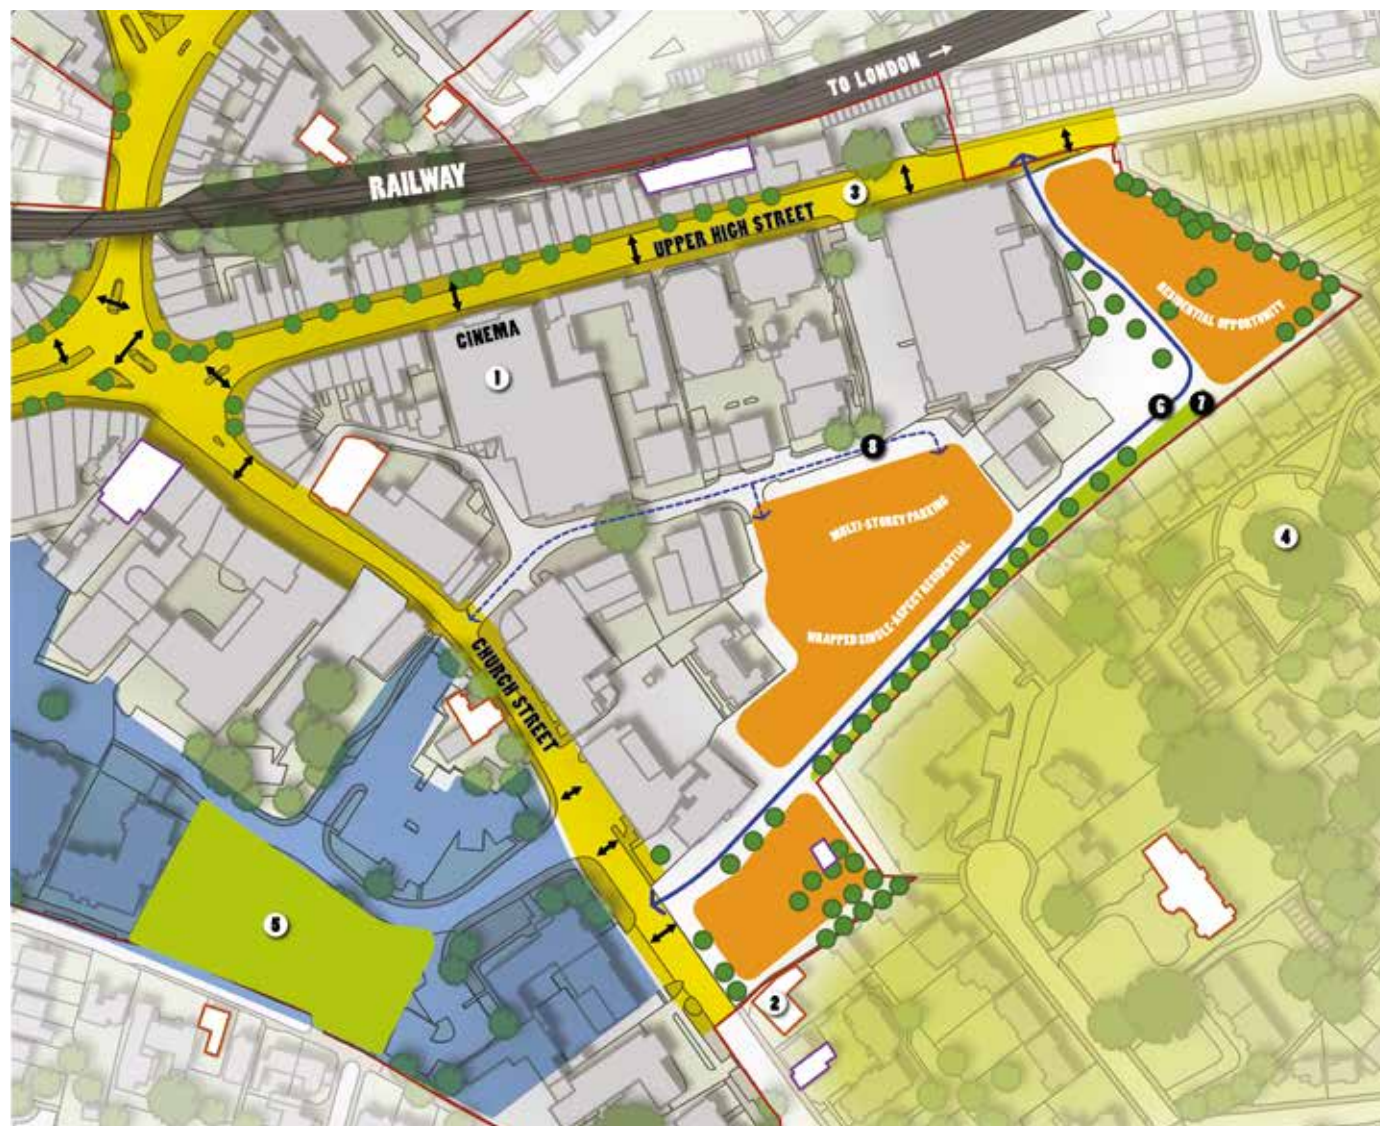 TO LONDON →
RAILWAY
3
UPPER HIGH STREET
RESIDENTIAL OPPORTUNITY
CINEMA
1
6
7
8
MULTI-STOREY PARKING
4
WRAPPED SINGLE-ASPECT RESIDENTIAL
CHURCH STREET
5
2